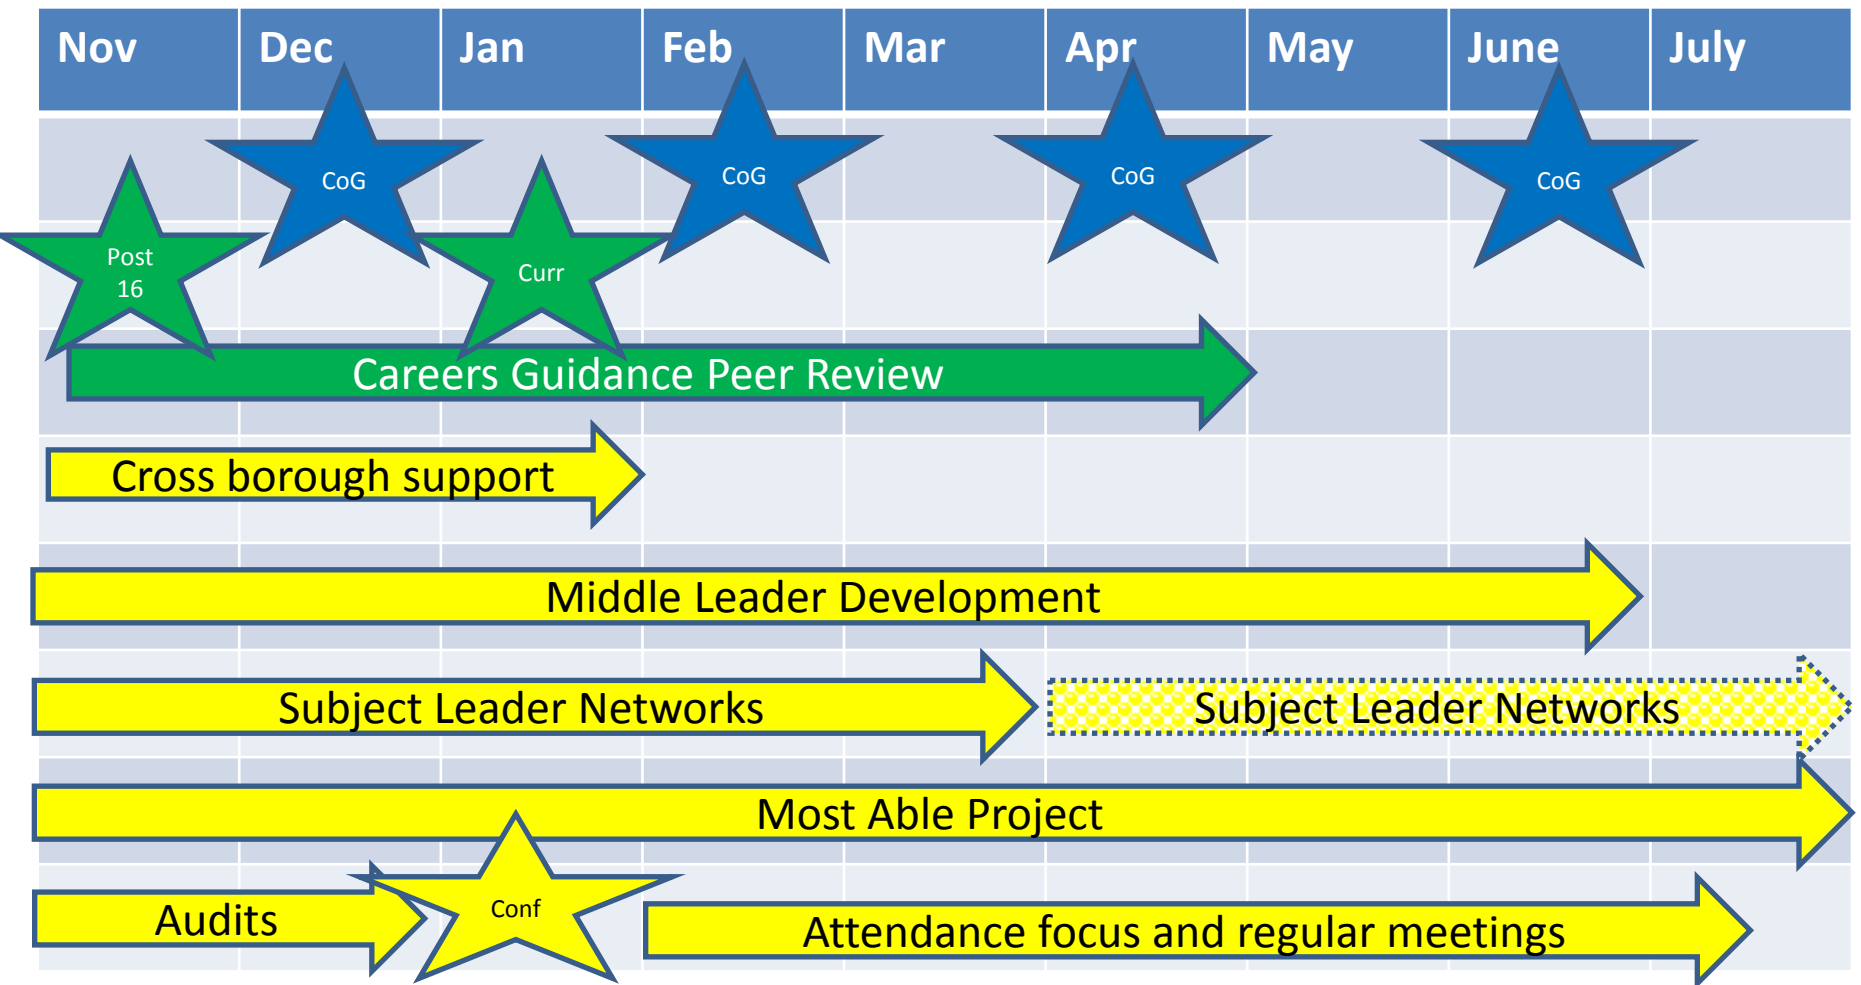 Nov Dec Jan Feb Mar Apr May June July
CoG CoG CoG CoG
Post
16
Curr
Careers Guidance Peer Review
Cross borough support
Middle Leader Development
Subject Leader Networks Subject Leader Networks
Most Able Project
Audits Conf Attendance focus and regular meetings